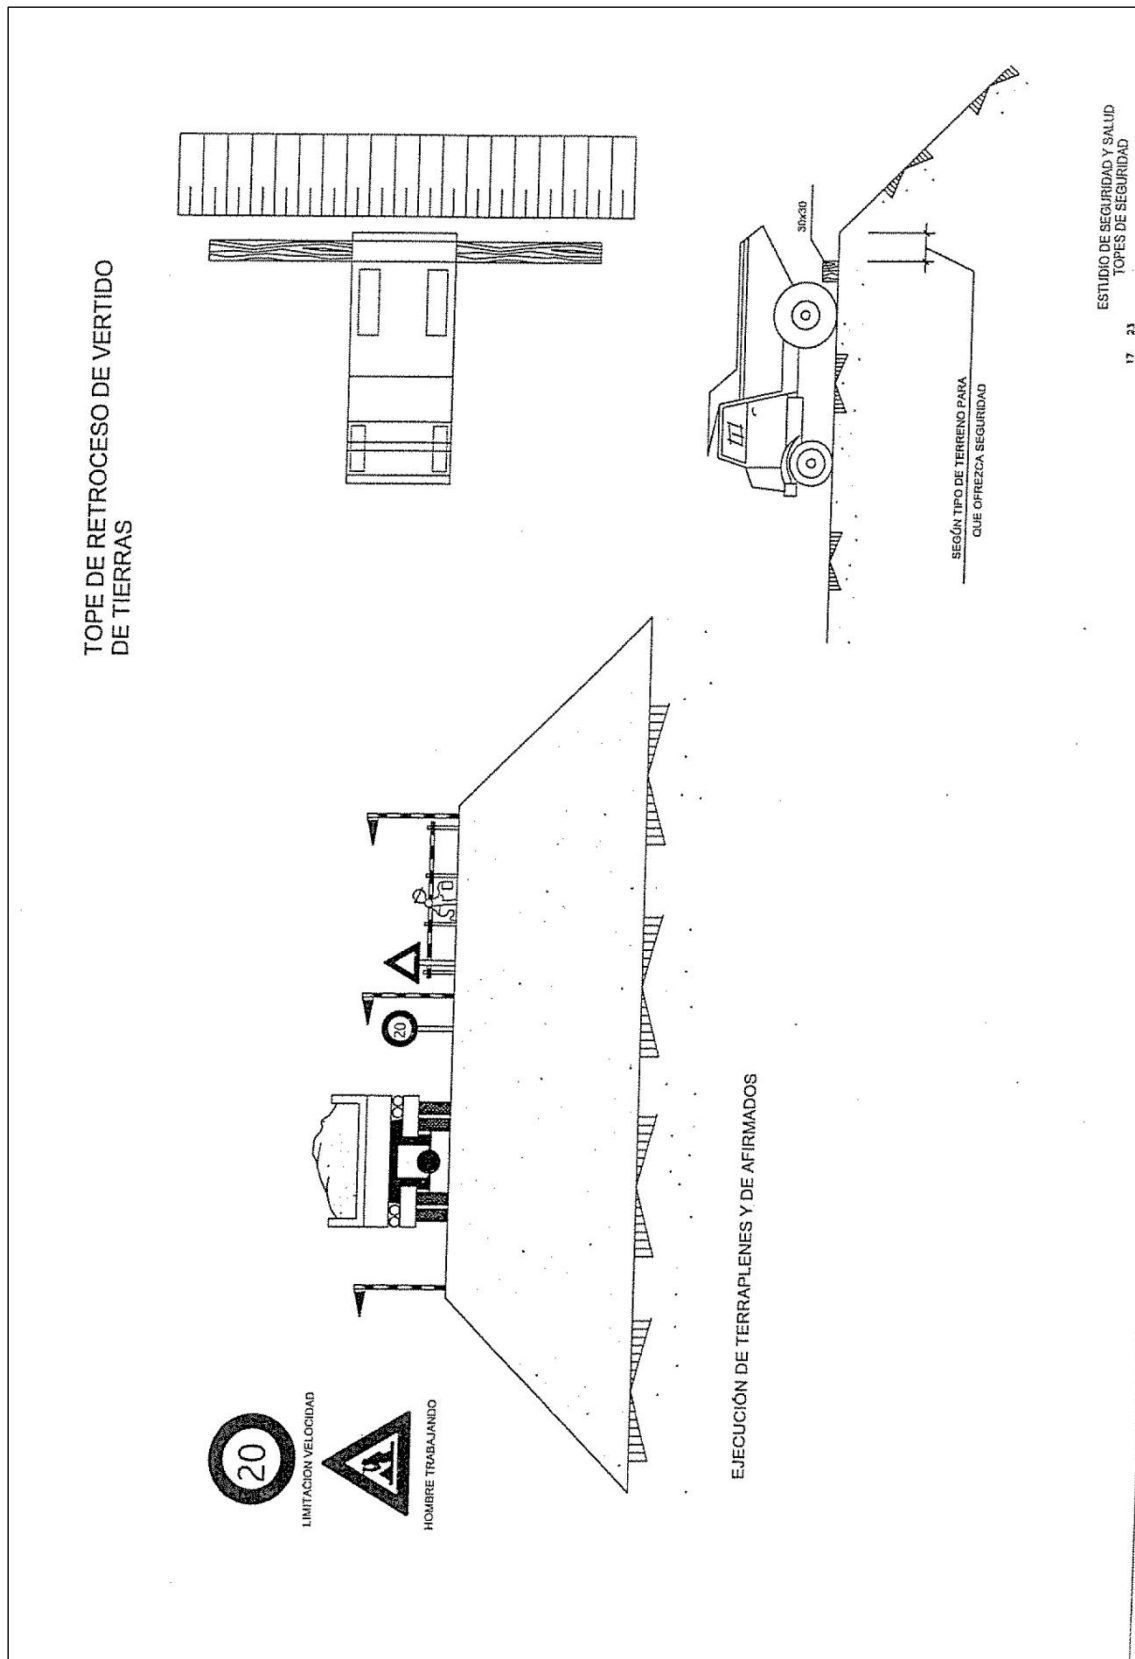 TOPE DE RETROCESO DE VERTIDO
DE TIERRAS
20
LIMITACION VELOCIDAD
HOMBRE TRABAJANDO
20
30x30
SEGÚN TIPO DE TERRENO PARA
QUE OFREZCA SEGURIDAD
EJECUCIÓN DE TERRAPLENES Y DE AFIRMADOS
ESTUDIO DE SEGURIDAD Y SALUD
TOPES DE SEGURIDAD
17 23